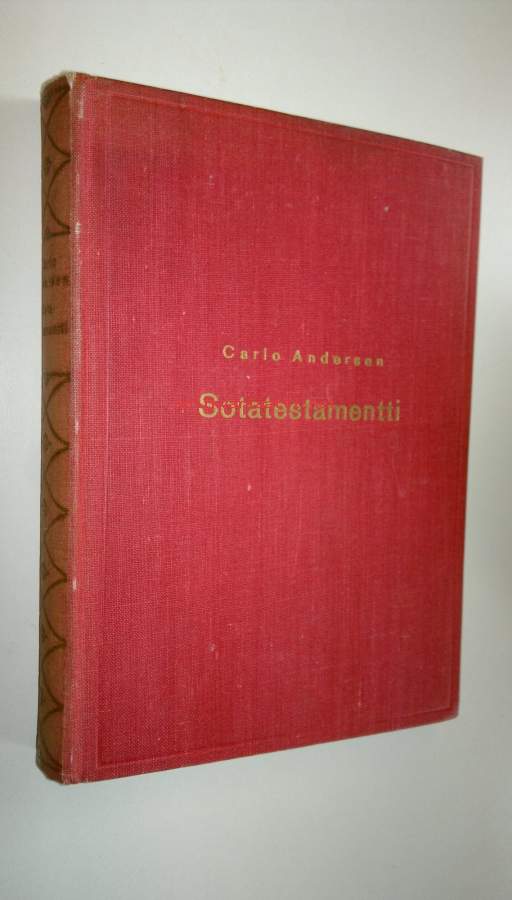 Carlo Andersen
Sotatestamentti